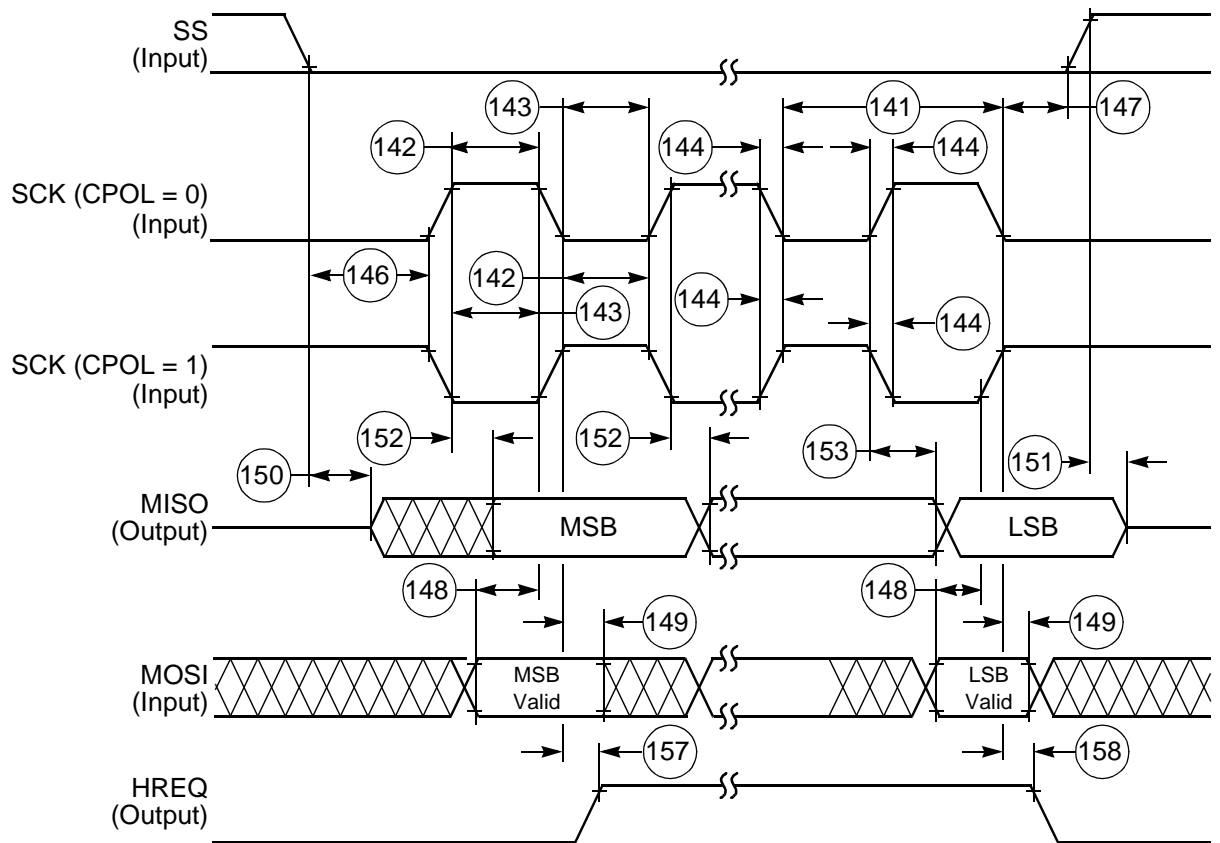 SS
(Input)
143
141
147
142
144
144
SCK (CPOL = 0)
(Input)
146
142
144
143
144
SCK (CPOL = 1)
(Input)
152
152
153
150
151
MISO
(Output)
MSB
LSB
148
148
149
149
MOSI
(Input)
MSB
Valid
LSB
Valid
157
158
HREQ
(Output)